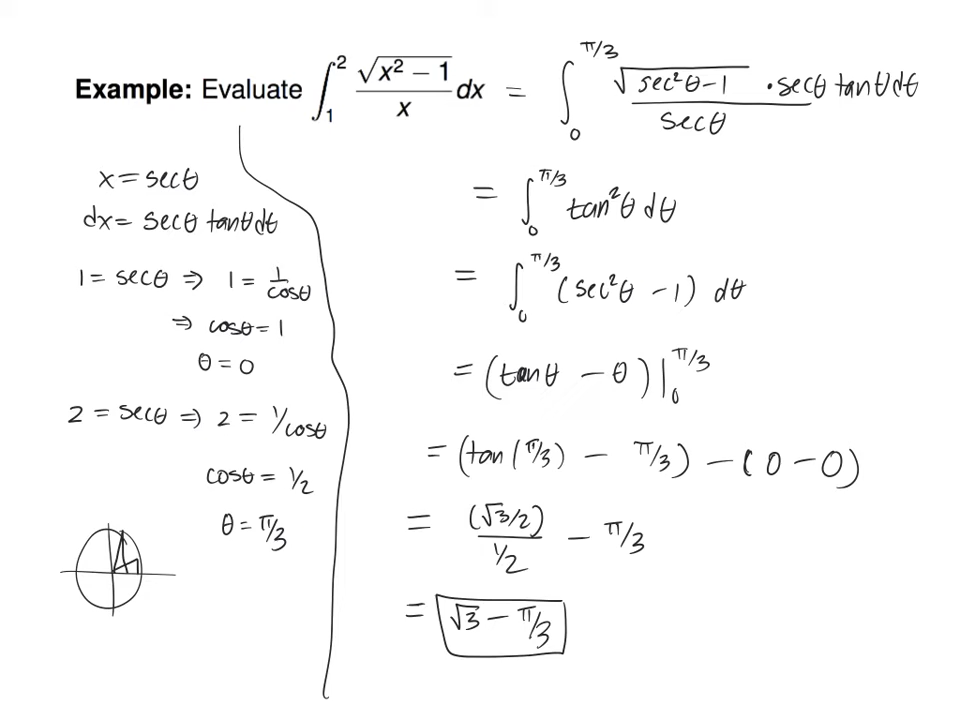 Example: Evaluate ∫₁² √(x² − 1)/x dx = ∫₀^(π/3) √(sec²θ − 1)/secθ · secθ tanθ dθ
x = secθ
dx = secθ tanθ dθ
1 = secθ ⇒ 1 = 1/cosθ
⇒ cosθ = 1
θ = 0
2 = secθ ⇒ 2 = 1/cosθ
cosθ = 1/2
θ = π/3
= ∫₀^(π/3) tan²θ dθ
= ∫₀^(π/3) (sec²θ − 1) dθ
= (tanθ − θ) |₀^(π/3)
= (tan(π/3) − π/3) − (0 − 0)
= (√3/2)/(1/2) − π/3
= √3 − π/3